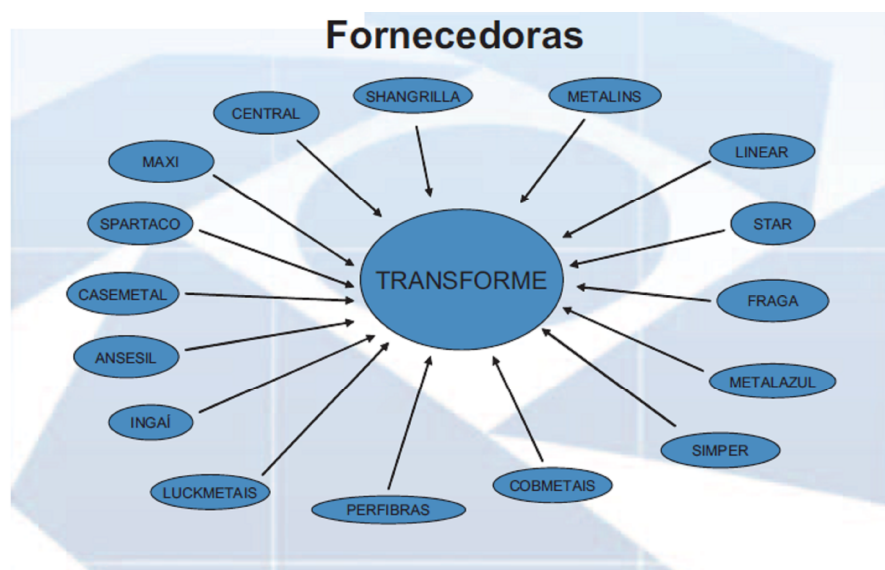 Fornecedoras
SHANGRILLA
METALINS
CENTRAL
LINEAR
MAXI
SPARTACO
STAR
TRANSFORME
CASEMETAL
FRAGA
ANSESIL
METALAZUL
INGAÍ
SIMPER
LUCKMETAIS
COBMETAIS
PERFIBRAS